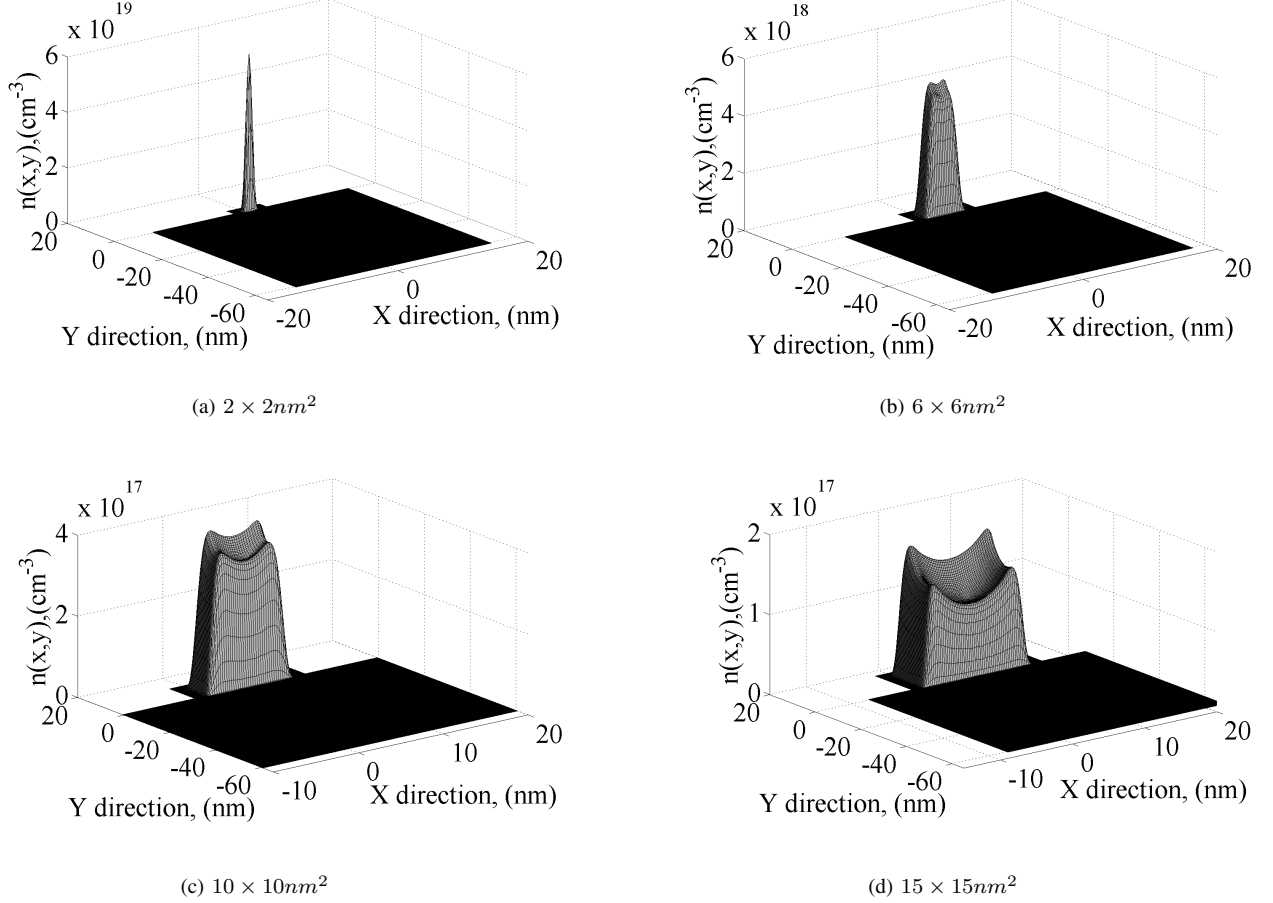 x 10^19
6
4
2
0
n(x,y),(cm^-3)
20
0
-20
-40
-60
Y direction, (nm)
-20
0
20
X direction, (nm)
(a) 2 × 2nm^2
x 10^18
6
4
2
0
n(x,y),(cm^-3)
20
0
-20
-40
-60
Y direction, (nm)
-20
0
20
X direction, (nm)
(b) 6 × 6nm^2
x 10^17
4
2
0
n(x,y),(cm^-3)
20
0
-20
-40
-60
Y direction, (nm)
-10
0
10
20
X direction, (nm)
(c) 10 × 10nm^2
x 10^17
2
1
0
n(x,y),(cm^-3)
20
0
-20
-40
-60
Y direction, (nm)
-10
0
10
20
X direction, (nm)
(d) 15 × 15nm^2